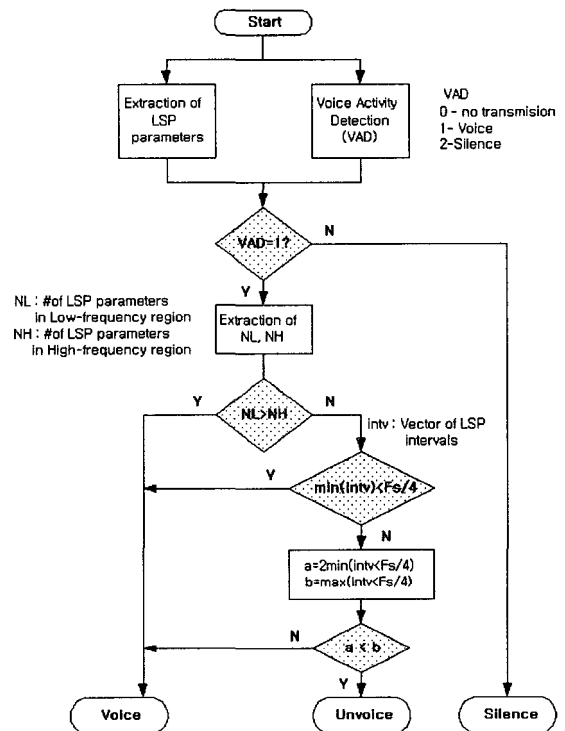 Start
Extraction of
LSP
parameters
Voice Activity
Detection
(VAD)
VAD
0 - no transmision
1 - Voice
2-Silence
VAD=1?
N
Y
NL : #of LSP parameters
in Low-frequency region
NH : #of LSP parameters
in High-frequency region
Extraction of
NL, NH
Y
NL>NH
N
intv : Vector of LSP
intervals
Y
min(intv)<Fs/4
N
a=2min(intv<Fs/4)
b=max(intv<Fs/4)
N
a < b
Y
Voice
Unvoice
Silence